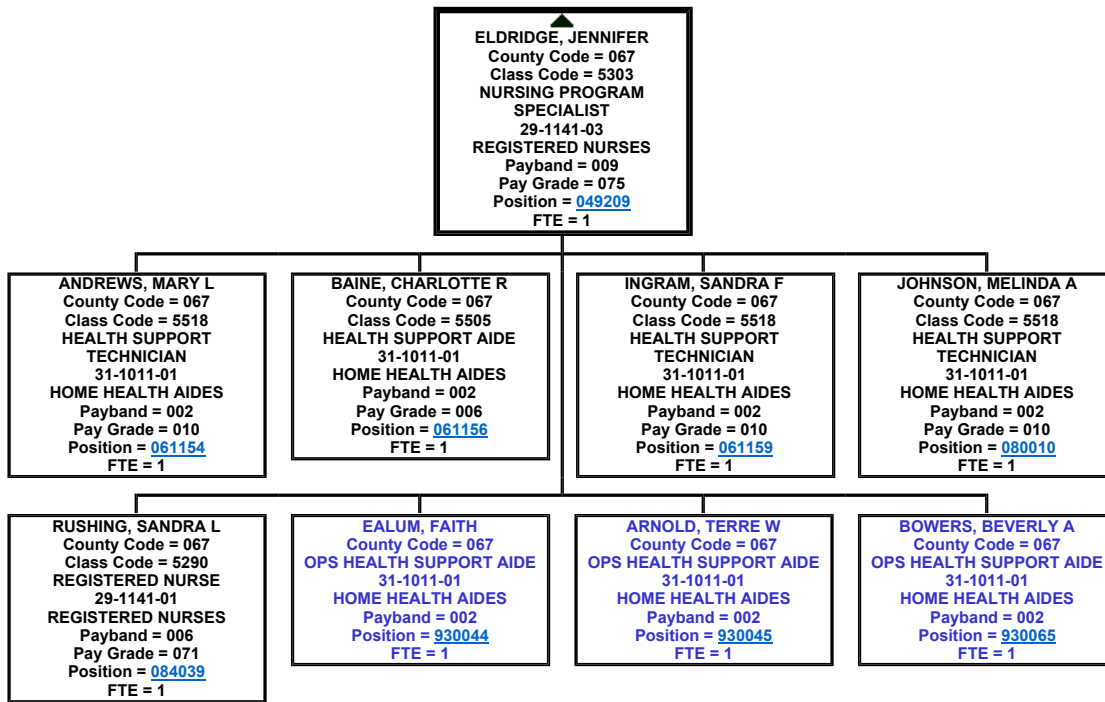 ELDRIDGE, JENNIFER
County Code = 067
Class Code = 5303
NURSING PROGRAM
SPECIALIST
29-1141-03
REGISTERED NURSES
Payband = 009
Pay Grade = 075
Position = 049209
FTE = 1
ANDREWS, MARY L
County Code = 067
Class Code = 5518
HEALTH SUPPORT
TECHNICIAN
31-1011-01
HOME HEALTH AIDES
Payband = 002
Pay Grade = 010
Position = 061154
FTE = 1
BAINE, CHARLOTTE R
County Code = 067
Class Code = 5505
HEALTH SUPPORT AIDE
31-1011-01
HOME HEALTH AIDES
Payband = 002
Pay Grade = 006
Position = 061156
FTE = 1
INGRAM, SANDRA F
County Code = 067
Class Code = 5518
HEALTH SUPPORT
TECHNICIAN
31-1011-01
HOME HEALTH AIDES
Payband = 002
Pay Grade = 010
Position = 061159
FTE = 1
JOHNSON, MELINDA A
County Code = 067
Class Code = 5518
HEALTH SUPPORT
TECHNICIAN
31-1011-01
HOME HEALTH AIDES
Payband = 002
Pay Grade = 010
Position = 080010
FTE = 1
RUSHING, SANDRA L
County Code = 067
Class Code = 5290
REGISTERED NURSE
29-1141-01
REGISTERED NURSES
Payband = 006
Pay Grade = 071
Position = 084039
FTE = 1
EALUM, FAITH
County Code = 067
OPS HEALTH SUPPORT AIDE
31-1011-01
HOME HEALTH AIDES
Payband = 002
Position = 930044
FTE = 1
ARNOLD, TERRE W
County Code = 067
OPS HEALTH SUPPORT AIDE
31-1011-01
HOME HEALTH AIDES
Payband = 002
Position = 930045
FTE = 1
BOWERS, BEVERLY A
County Code = 067
OPS HEALTH SUPPORT AIDE
31-1011-01
HOME HEALTH AIDES
Payband = 002
Position = 930065
FTE = 1